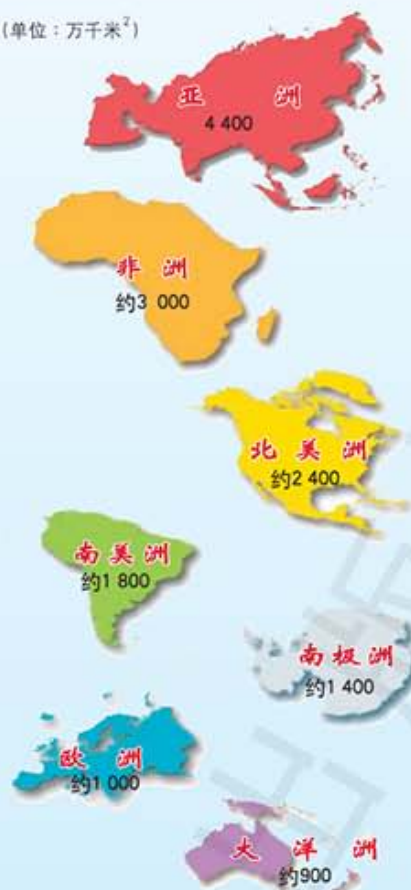 (单位：万千米²)
亚 洲
4 400
非 洲
约3 000
北 美 洲
约2 400
南 美 洲
约1 800
南 极 洲
约1 400
欧 洲
约1 000
大 洋 洲
约900